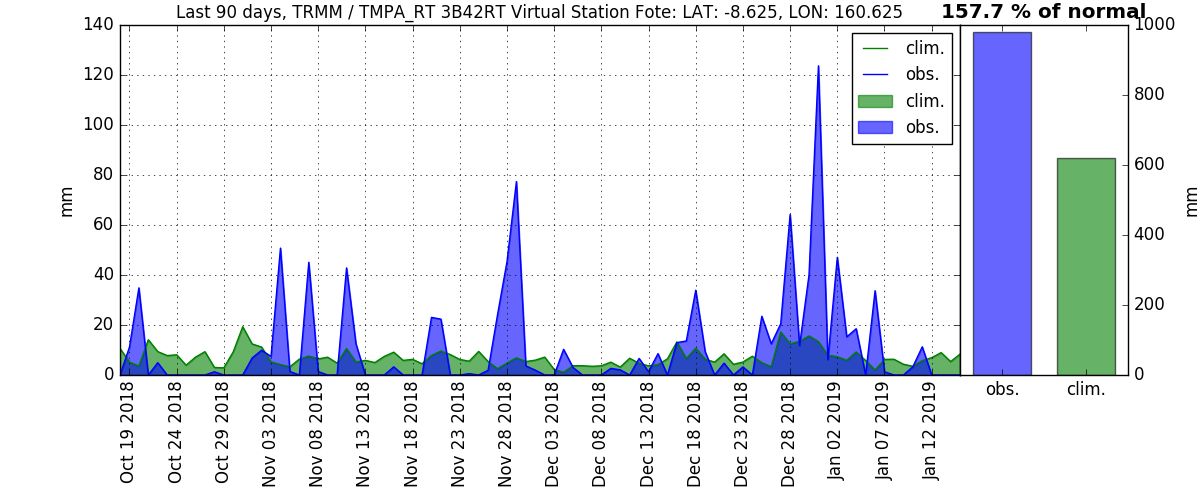 Last 90 days, TRMM / TMPA_RT 3B42RT Virtual Station Fote: LAT: -8.625, LON: 160.625
157.7 % of normal
140
120
100
80
60
40
20
0
mm
clim.
obs.
clim.
obs.
1000
800
600
400
200
0
mm
Oct 19 2018
Oct 24 2018
Oct 29 2018
Nov 03 2018
Nov 08 2018
Nov 13 2018
Nov 18 2018
Nov 23 2018
Nov 28 2018
Dec 03 2018
Dec 08 2018
Dec 13 2018
Dec 18 2018
Dec 23 2018
Dec 28 2018
Jan 02 2019
Jan 07 2019
Jan 12 2019
obs.
clim.